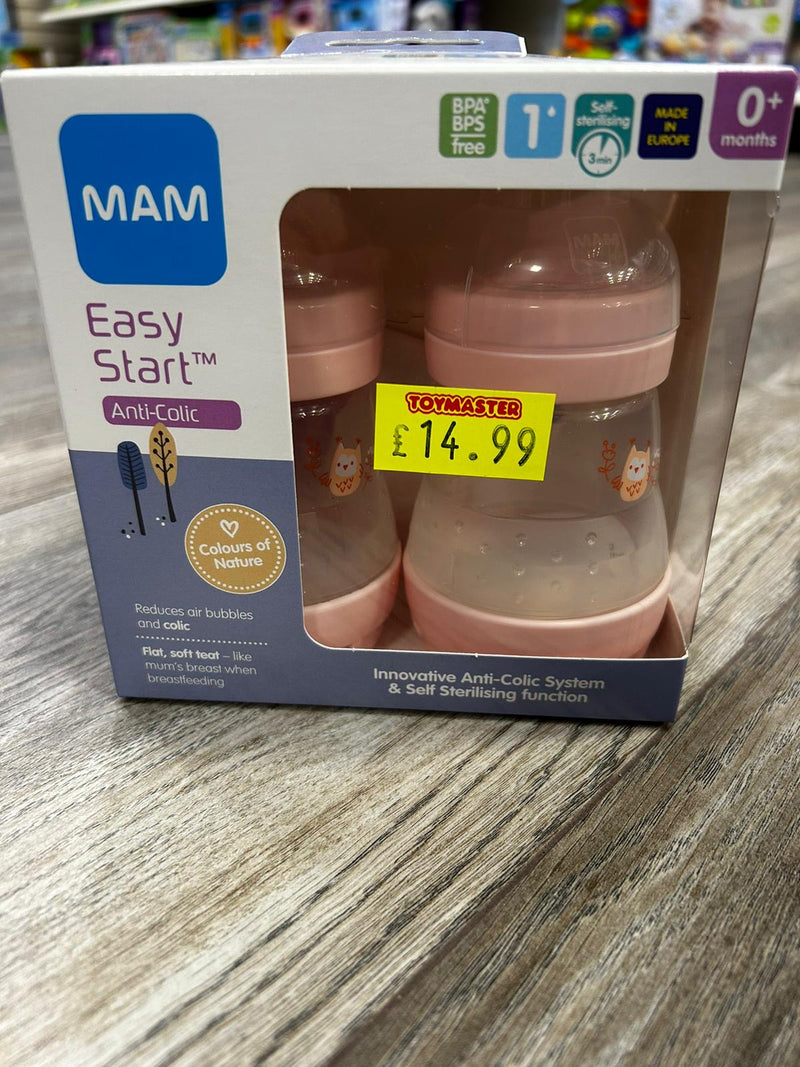 BPA°
BPS
free
1
Self-
sterilising
3 min
MADE
IN
EUROPE
0+
months
MAM
MAM
Easy
Start™
Anti-Colic
TOYMASTER
£14.99
Colours of
Nature
Reduces air bubbles
and colic
Flat, soft teat – like
mum's breast when
breastfeeding
Innovative Anti-Colic System
& Self Sterilising function